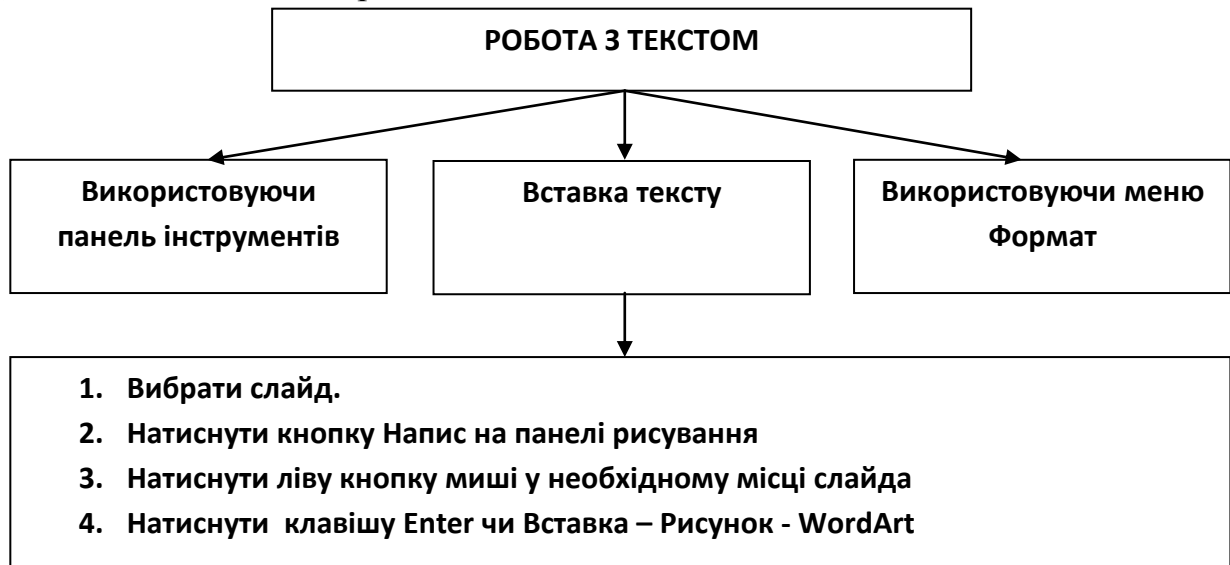 РОБОТА З ТЕКСТОМ
Використовуючи
панель інструментів
Вставка тексту
Використовуючи меню
Формат
1. Вибрати слайд.
2. Натиснути кнопку Напис на панелі рисування
3. Натиснути ліву кнопку миші у необхідному місці слайда
4. Натиснути клавішу Enter чи Вставка – Рисунок - WordArt